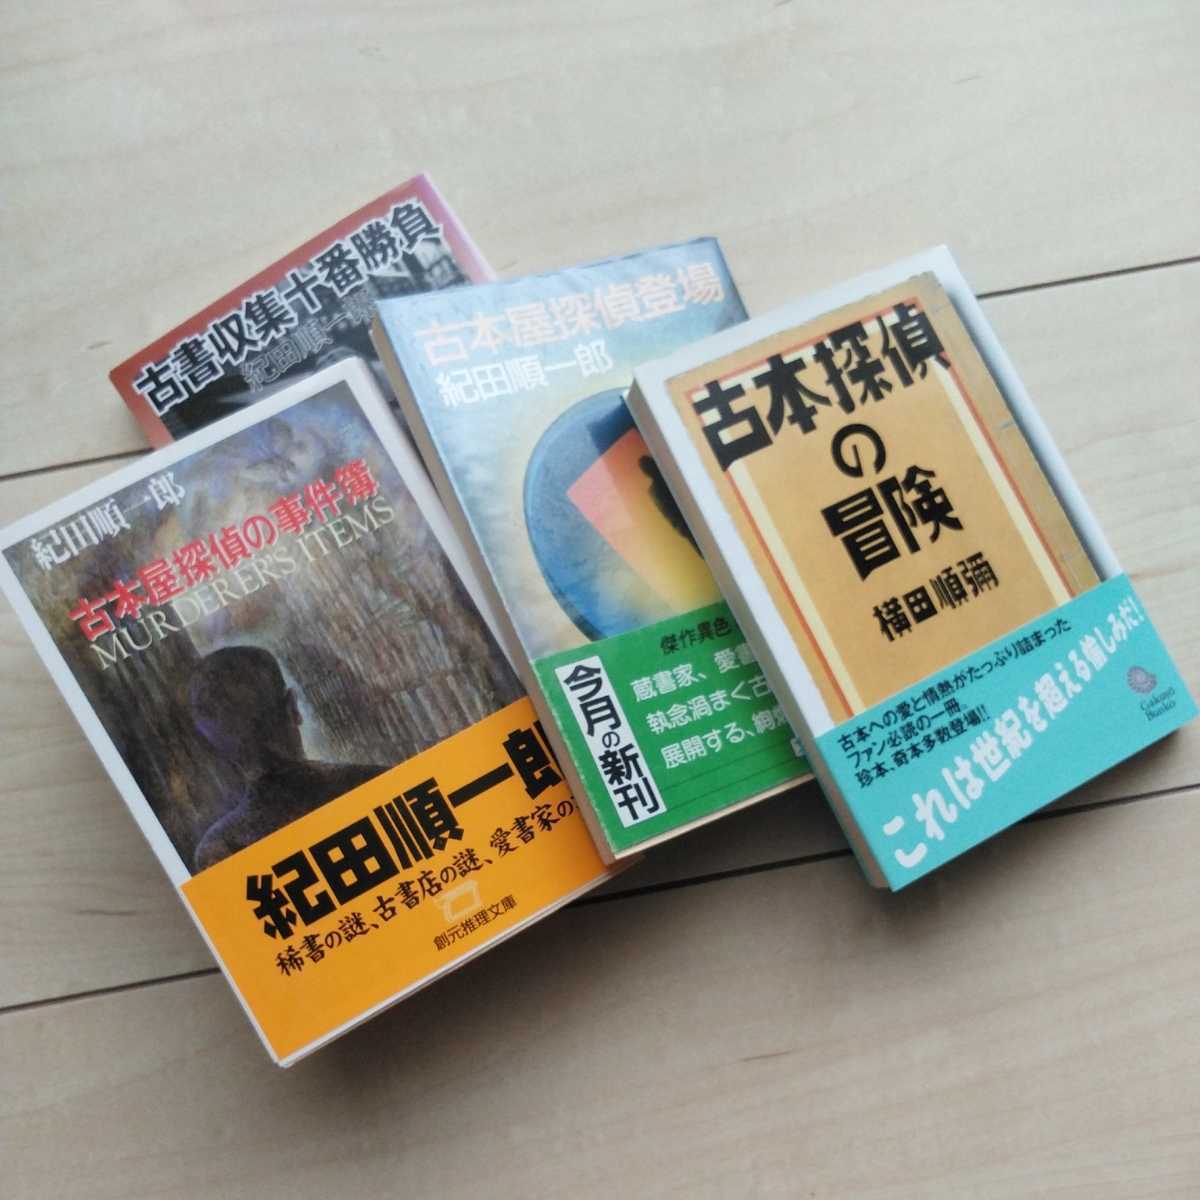 古書収集十番勝負
紀田順一郎
紀田順一郎
古本屋探偵の事件簿
MURDERER'S ITEMS
紀田順一郎
稀書の謎、古書店の謎、愛書家の
創元推理文庫
古本屋探偵登場
紀田順一郎
今月の新刊
傑作異色
蔵書家、愛書
執念渦まく古
展開する、絢
古本探偵
の
冒険
横田順彌
古本への愛と情熱がたっぷり詰まった
ファン必読の一冊。
珍本、奇本多数登場!!
これは世紀を超える愉しみだ!
Gakken
Bunko